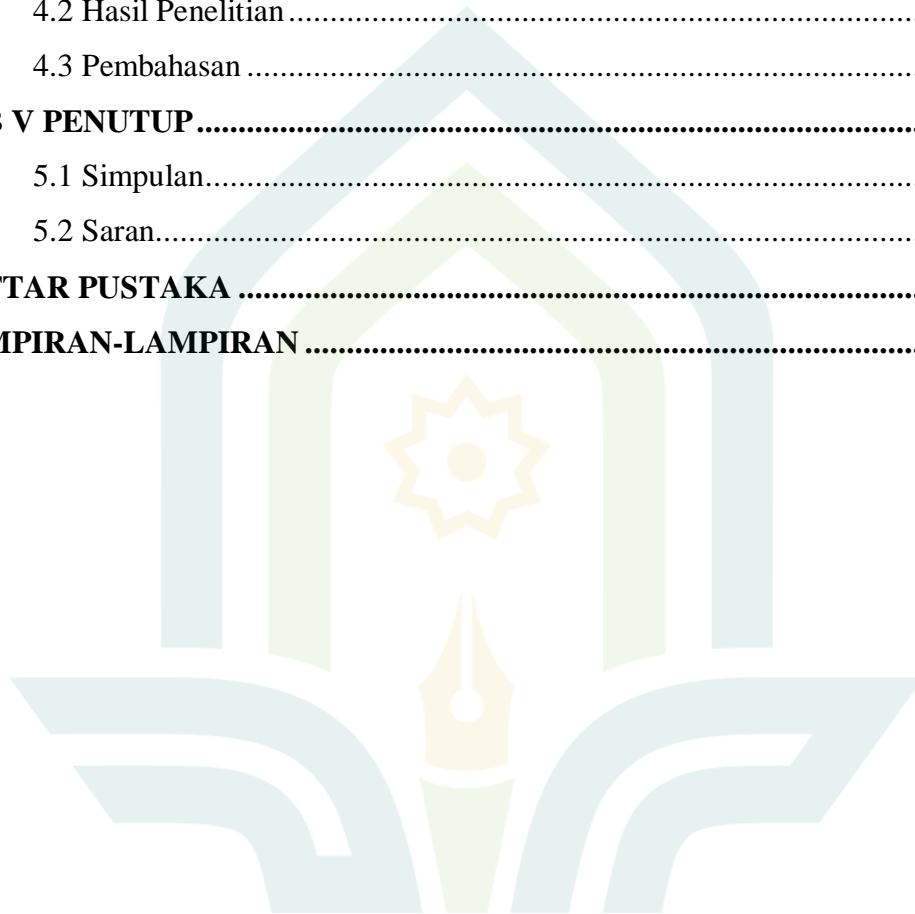 4.2 Hasil Penelitian ................................................................................
4.3 Pembahasan .....................................................................................
V PENUTUP .........................................................................................
5.1 Simpulan..........................................................................................
5.2 Saran................................................................................................
TAR PUSTAKA ....................................................................................
MPIRAN-LAMPIRAN ...........................................................................